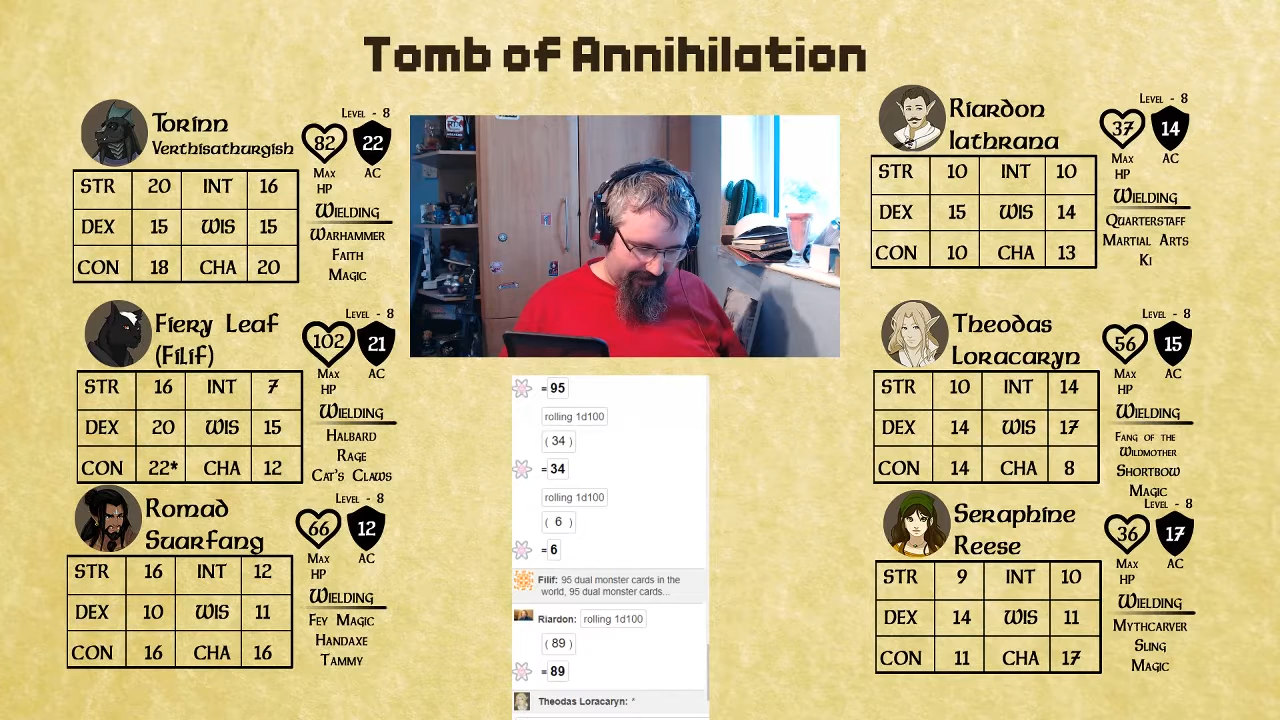 Tomb of Annihilation
Torinn
Verthisathurgish
Level - 8
82
22
Max
HP
AC
STR 20 INT 16
DEX 15 WIS 15
CON 18 CHA 20
Wielding
Warhammer
Faith
Magic
Fiery Leaf
(Filif)
Level - 8
102
21
Max
HP
AC
STR 16 INT 7
DEX 20 WIS 15
CON 22* CHA 12
Wielding
Halbard
Rage
Cat's Claws
Romad
Suarfang
Level - 8
66
12
Max
HP
AC
STR 16 INT 12
DEX 10 WIS 11
CON 16 CHA 16
Wielding
Fey Magic
Handaxe
Tammy
=95
rolling 1d100
( 34 )
=34
rolling 1d100
( 6 )
=6
Filif: 95 dual monster cards in the
world, 95 dual monster cards...
Riardon: rolling 1d100
( 89 )
=89
Theodas Loracaryn: *
Riardon
Iathrana
Level - 8
37
14
Max
HP
AC
STR 10 INT 10
DEX 15 WIS 14
CON 10 CHA 13
Wielding
Quarterstaff
Martial Arts
Ki
Theodas
Loracaryn
Level - 8
56
15
Max
HP
AC
STR 10 INT 14
DEX 14 WIS 17
CON 14 CHA 8
Wielding
Fang of the
Wildmother
Shortbow
Magic
Seraphine
Reese
Level - 8
36
17
Max
HP
AC
STR 9 INT 10
DEX 14 WIS 11
CON 11 CHA 17
Wielding
Mythcarver
Sling
Magic